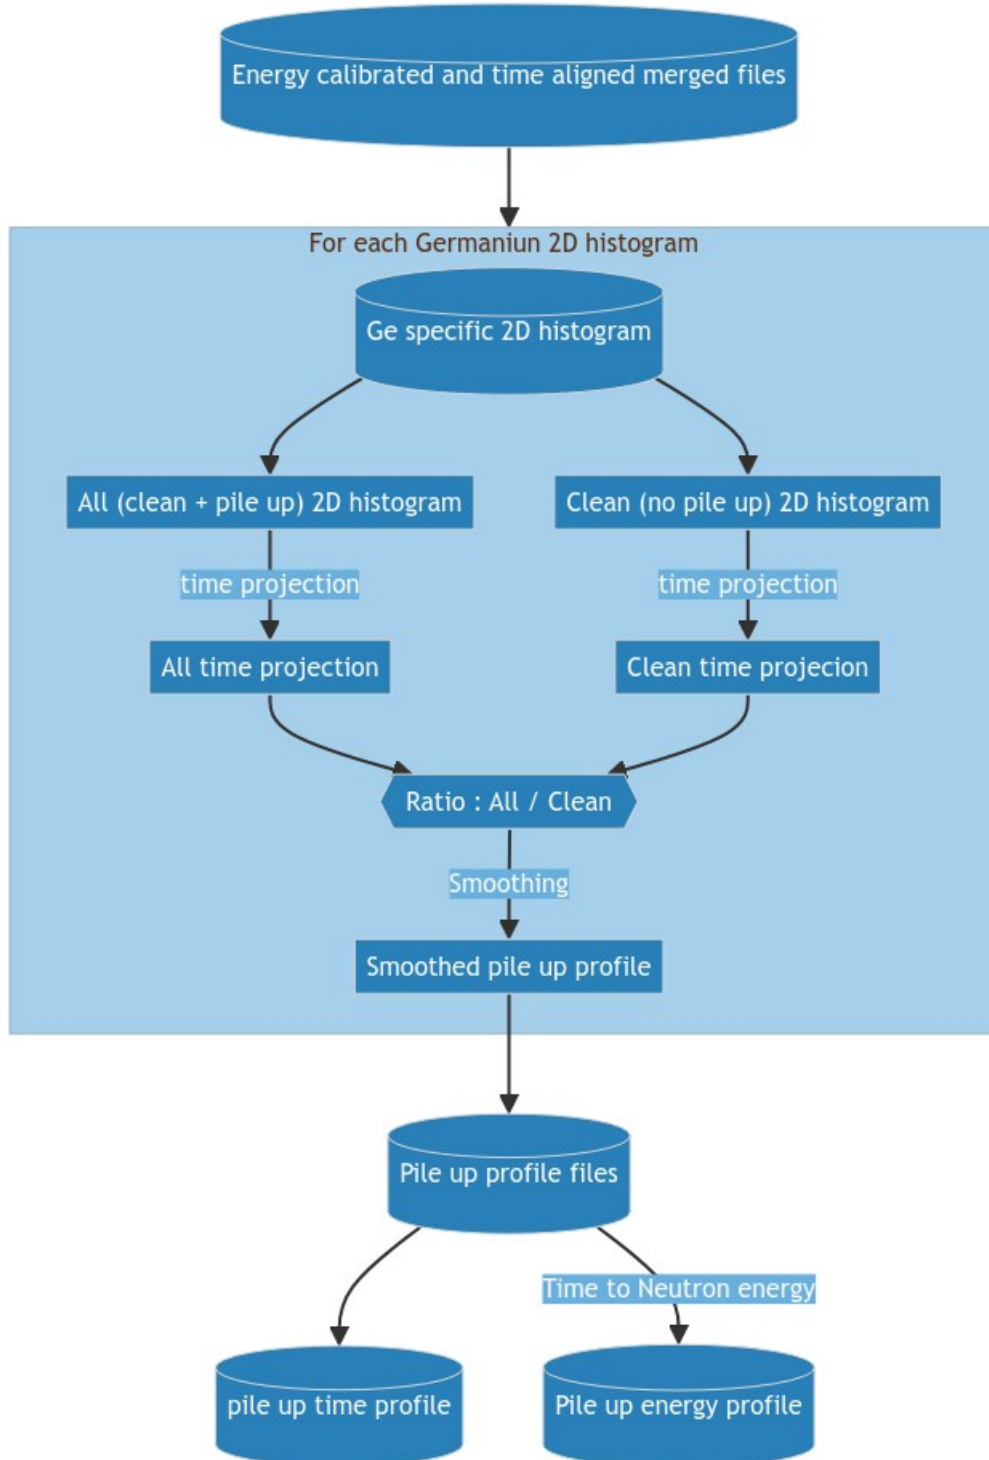 Energy calibrated and time aligned merged files
For each Germaniun 2D histogram
Ge specific 2D histogram
All (clean + pile up) 2D histogram
Clean (no pile up) 2D histogram
time projection
time projection
All time projection
Clean time projecion
Ratio : All / Clean
Smoothing
Smoothed pile up profile
Pile up profile files
Time to Neutron energy
pile up time profile
Pile up energy profile